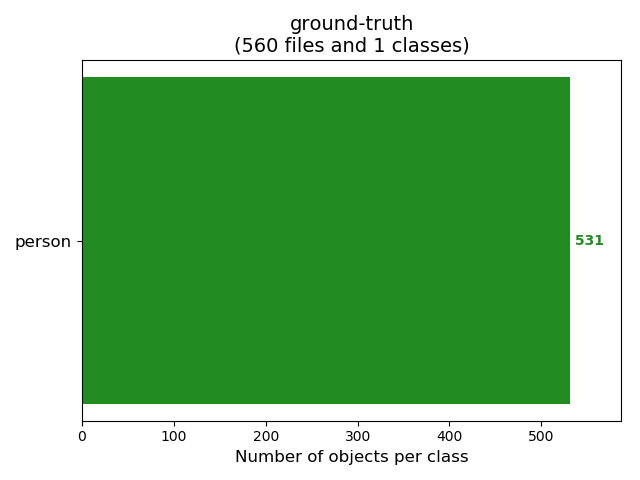 ground-truth
(560 files and 1 classes)
person
531
0 100 200 300 400 500
Number of objects per class